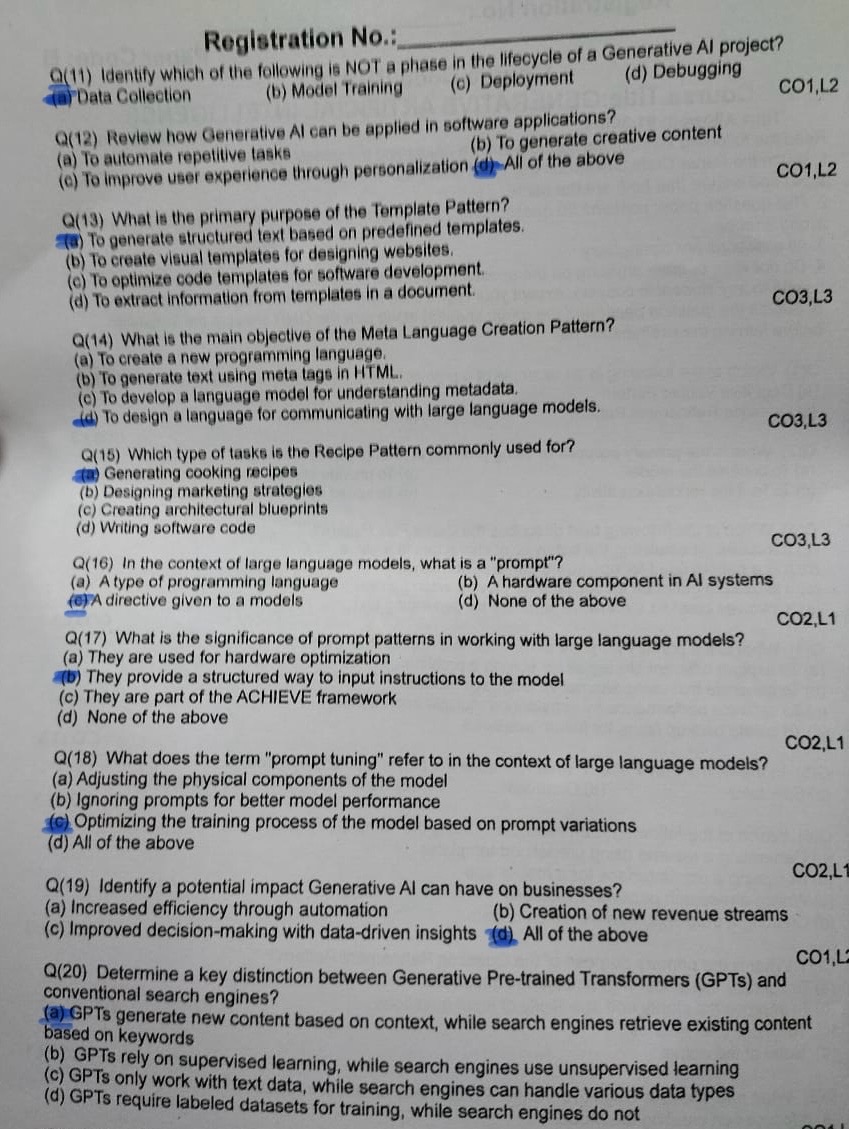 Registration No.:
Q(11) Identify which of the following is NOT a phase in the lifecycle of a Generative AI project?
(a) Data Collection (b) Model Training (c) Deployment (d) Debugging
CO1,L2
Q(12) Review how Generative AI can be applied in software applications?
(a) To automate repetitive tasks (b) To generate creative content
(c) To improve user experience through personalization (d) All of the above
CO1,L2
Q(13) What is the primary purpose of the Template Pattern?
(a) To generate structured text based on predefined templates.
(b) To create visual templates for designing websites.
(c) To optimize code templates for software development.
(d) To extract information from templates in a document.
CO3,L3
Q(14) What is the main objective of the Meta Language Creation Pattern?
(a) To create a new programming language.
(b) To generate text using meta tags in HTML.
(c) To develop a language model for understanding metadata.
(d) To design a language for communicating with large language models.
CO3,L3
Q(15) Which type of tasks is the Recipe Pattern commonly used for?
(a) Generating cooking recipes
(b) Designing marketing strategies
(c) Creating architectural blueprints
(d) Writing software code
CO3,L3
Q(16) In the context of large language models, what is a "prompt"?
(a) A type of programming language (b) A hardware component in AI systems
(c) A directive given to a models (d) None of the above
CO2,L1
Q(17) What is the significance of prompt patterns in working with large language models?
(a) They are used for hardware optimization
(b) They provide a structured way to input instructions to the model
(c) They are part of the ACHIEVE framework
(d) None of the above
CO2,L1
Q(18) What does the term "prompt tuning" refer to in the context of large language models?
(a) Adjusting the physical components of the model
(b) Ignoring prompts for better model performance
(c) Optimizing the training process of the model based on prompt variations
(d) All of the above
CO2,L1
Q(19) Identify a potential impact Generative AI can have on businesses?
(a) Increased efficiency through automation (b) Creation of new revenue streams
(c) Improved decision-making with data-driven insights (d) All of the above
CO1,L2
Q(20) Determine a key distinction between Generative Pre-trained Transformers (GPTs) and
conventional search engines?
(a) GPTs generate new content based on context, while search engines retrieve existing content
based on keywords
(b) GPTs rely on supervised learning, while search engines use unsupervised learning
(c) GPTs only work with text data, while search engines can handle various data types
(d) GPTs require labeled datasets for training, while search engines do not